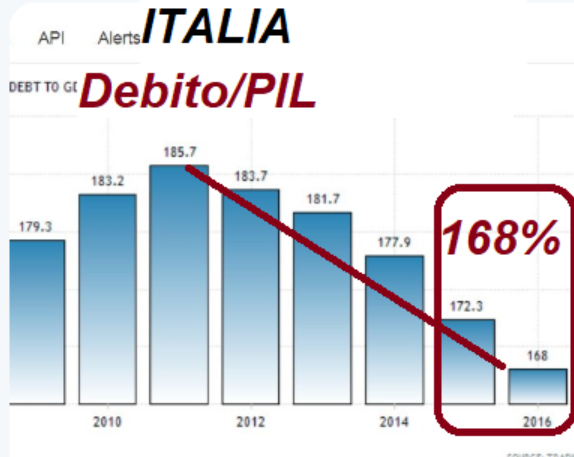 API Alerts ITALIA
DEBT TO
Debito/PIL
185.7
183.2
183.7
181.7
179.3
177.9
168%
172.3
168
2010 2012 2014 2016